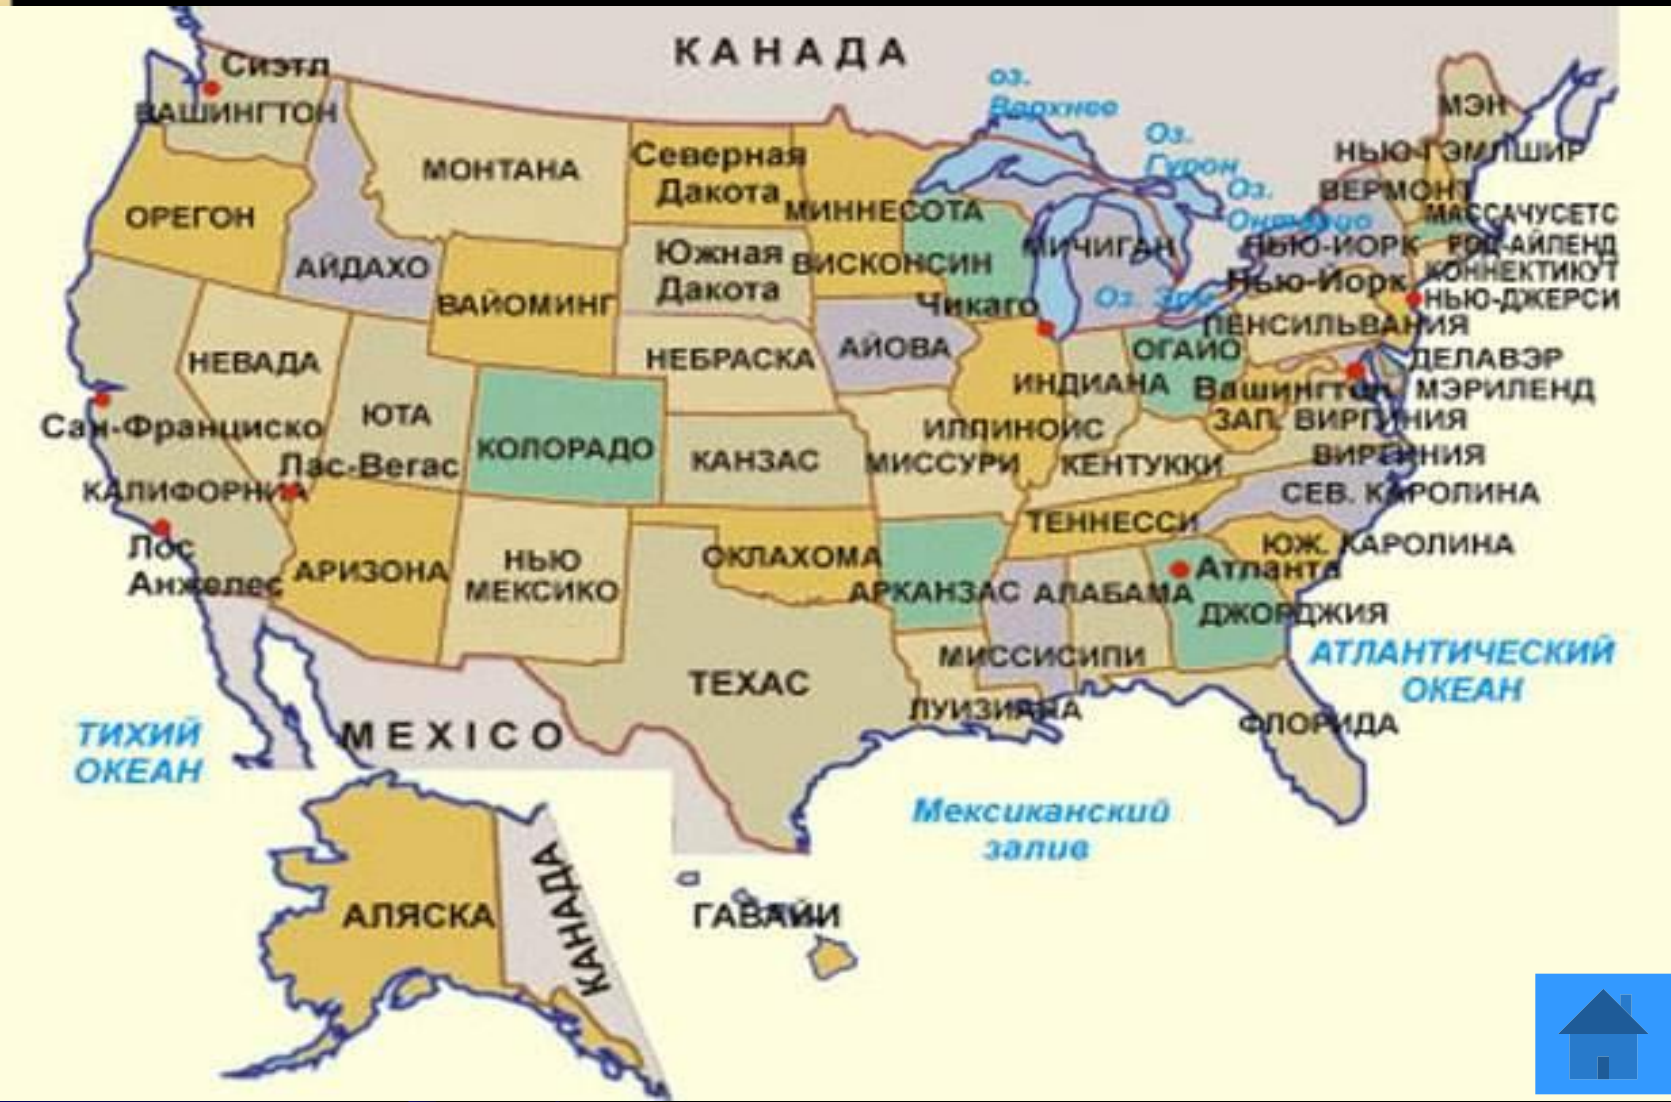 КАНАДА
Сиэтл
ВАШИНГТОН
оз.
Верхнее
Оз.
Гурон
Оз.
Онтарио
МЭН
НЬЮ-ГЭМПШИР
ВЕРМОНТ
МАССАЧУСЕТС
МОНТАНА
Северная
Дакота
МИННЕСОТА
ОРЕГОН
АЙДАХО
Южная
Дакота
ВИСКОНСИН
МИЧИГАН
НЬЮ-ЙОРК
РОД-АЙЛЕНД
КОННЕКТИКУТ
Нью-Йорк
НЬЮ-ДЖЕРСИ
ВАЙОМИНГ
Чикаго
Оз. Эри
ПЕНСИЛЬВАНИЯ
НЕВАДА
НЕБРАСКА
АЙОВА
ОГАЙО
ДЕЛАВЭР
ИНДИАНА
Вашингтон
МЭРИЛЕНД
ЮТА
Сан-Франциско
КОЛОРАДО
ИЛЛИНОИС
ЗАП. ВИРГИНИЯ
Лас-Вегас
КАНЗАС
МИССУРИ
КЕНТУККИ
ВИРГИНИЯ
КАЛИФОРНИЯ
СЕВ. КАРОЛИНА
ТЕННЕССИ
Лос
Анжелес
АРИЗОНА
НЬЮ
МЕКСИКО
ОКЛАХОМА
ЮЖ. КАРОЛИНА
Атланта
АРКАНЗАС
АЛАБАМА
ДЖОРДЖИЯ
МИССИСИПИ
АТЛАНТИЧЕСКИЙ
ОКЕАН
ТЕХАС
ЛУИЗИАНА
ФЛОРИДА
ТИХИЙ
ОКЕАН
MEXICO
Мексиканский
залив
АЛЯСКА
КАНАДА
ГАВАЙИ